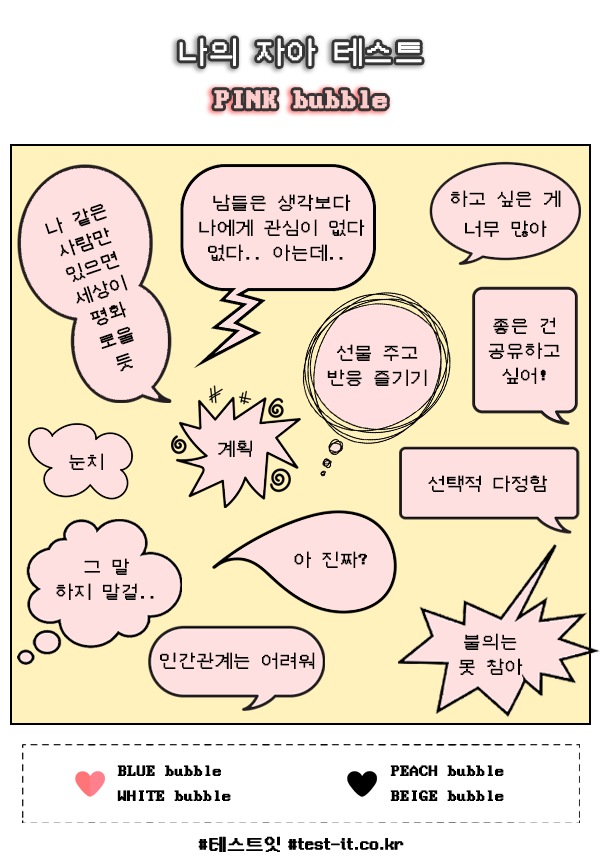 나의 자아 테스트
PINK bubble
나 같은
사람만
있으면
세상이
평화
로울
듯
남들은 생각보다
나에게 관심이 없다
없다.. 아는데..
하고 싶은 게
너무 많아
좋은 건
공유하고
싶어!
선물 주고
반응 즐기기
눈치
계획
선택적 다정함
그 말
하지 말걸..
아 진짜?
인간관계는 어려워
불의는
못 참아
BLUE bubble
WHITE bubble
PEACH bubble
BEIGE bubble
#테스트잇 #test-it.co.kr